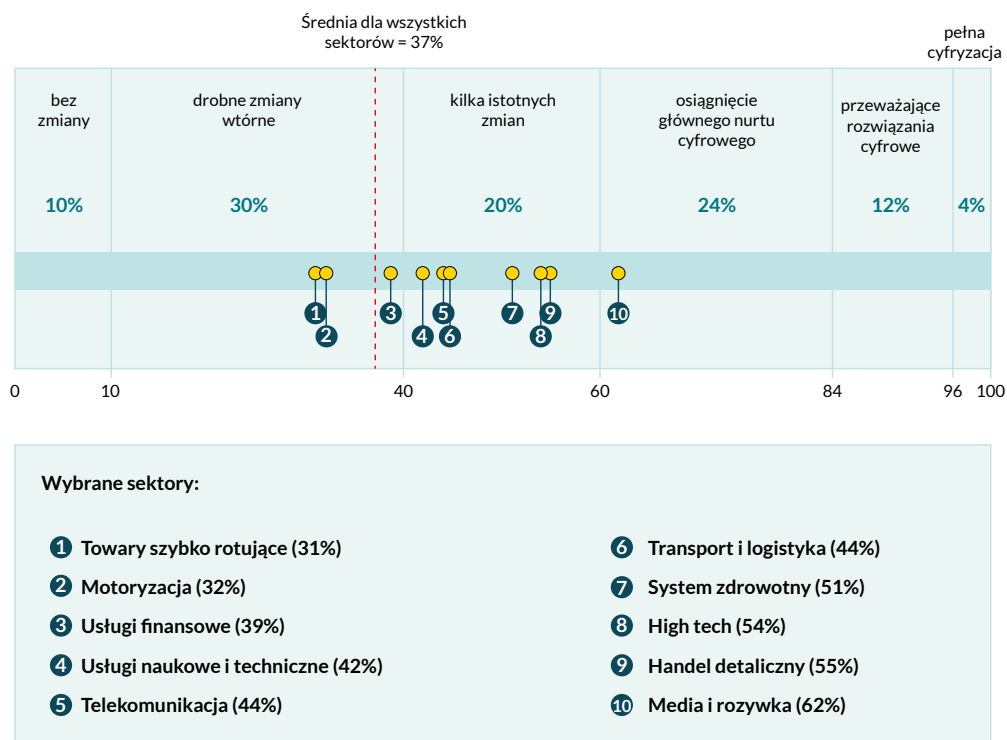 Średnia dla wszystkich
sektorów = 37%
pełna
cyfryzacja
bez
zmiany
drobne zmiany
wtórne
kilka istotnych
zmian
osiągnięcie
głównego nurtu
cyfrowego
przeważające
rozwiązania
cyfrowe
10%
30%
20%
24%
12%
4%
1
2
3
4
5
6
7
8
9
10
0
10
40
60
84
96
100
Wybrane sektory:
1 Towary szybko rotujące (31%)
2 Motoryzacja (32%)
3 Usługi finansowe (39%)
4 Usługi naukowe i techniczne (42%)
5 Telekomunikacja (44%)
6 Transport i logistyka (44%)
7 System zdrowotny (51%)
8 High tech (54%)
9 Handel detaliczny (55%)
10 Media i rozywka (62%)